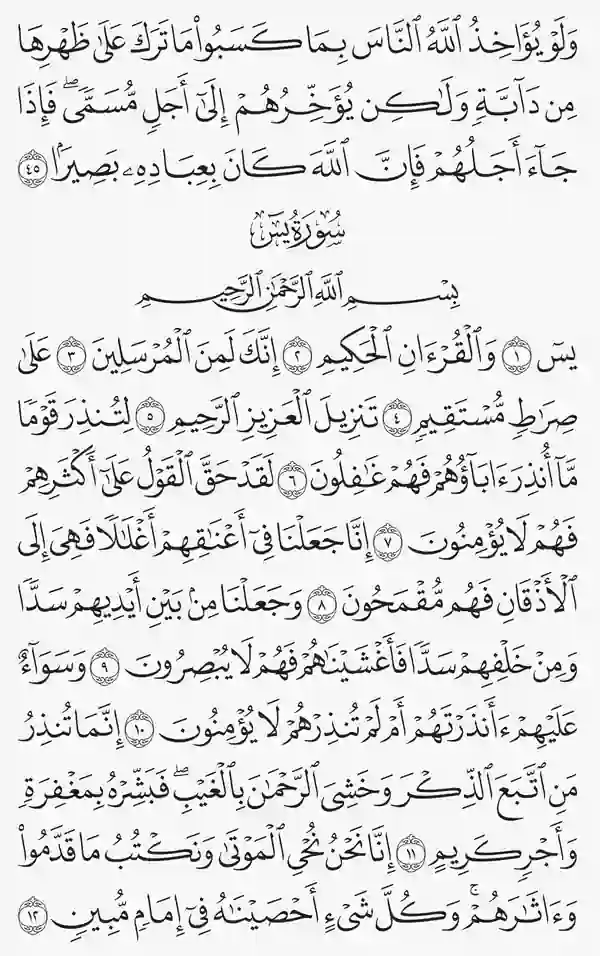 وَلَوْ يُؤَاخِذُ ٱللَّهُ ٱلنَّاسَ بِمَا كَسَبُوا۟ مَا تَرَكَ عَلَىٰ ظَهْرِهَا
مِن دَآبَّةٍ وَلَٰكِن يُؤَخِّرُهُمْ إِلَىٰٓ أَجَلٍ مُّسَمًّى ۖ فَإِذَا
جَآءَ أَجَلُهُمْ فَإِنَّ ٱللَّهَ كَانَ بِعِبَادِهِۦ بَصِيرًۢا ٤٥
سُورَةُ يسٓ
بِسْمِ ٱللَّهِ ٱلرَّحْمَٰنِ ٱلرَّحِيمِ
يسٓ ١ وَٱلْقُرْءَانِ ٱلْحَكِيمِ ٢ إِنَّكَ لَمِنَ ٱلْمُرْسَلِينَ ٣ عَلَىٰ
صِرَٰطٍ مُّسْتَقِيمٍ ٤ تَنزِيلَ ٱلْعَزِيزِ ٱلرَّحِيمِ ٥ لِتُنذِرَ قَوْمًا
مَّآ أُنذِرَ ءَابَآؤُهُمْ فَهُمْ غَٰفِلُونَ ٦ لَقَدْ حَقَّ ٱلْقَوْلُ عَلَىٰٓ أَكْثَرِهِمْ
فَهُمْ لَا يُؤْمِنُونَ ٧ إِنَّا جَعَلْنَا فِىٓ أَعْنَٰقِهِمْ أَغْلَٰلًا فَهِىَ إِلَى
ٱلْأَذْقَانِ فَهُم مُّقْمَحُونَ ٨ وَجَعَلْنَا مِنۢ بَيْنِ أَيْدِيهِمْ سَدًّا
وَمِنْ خَلْفِهِمْ سَدًّا فَأَغْشَيْنَٰهُمْ فَهُمْ لَا يُبْصِرُونَ ٩ وَسَوَآءٌ
عَلَيْهِمْ ءَأَنذَرْتَهُمْ أَمْ لَمْ تُنذِرْهُمْ لَا يُؤْمِنُونَ ١٠ إِنَّمَا تُنذِرُ
مَنِ ٱتَّبَعَ ٱلذِّكْرَ وَخَشِىَ ٱلرَّحْمَٰنَ بِٱلْغَيْبِ ۖ فَبَشِّرْهُ بِمَغْفِرَةٍ
وَأَجْرٍ كَرِيمٍ ١١ إِنَّا نَحْنُ نُحْىِ ٱلْمَوْتَىٰ وَنَكْتُبُ مَا قَدَّمُوا۟
وَءَاثَٰرَهُمْ ۚ وَكُلَّ شَىْءٍ أَحْصَيْنَٰهُ فِىٓ إِمَامٍ مُّبِينٍ ١٢